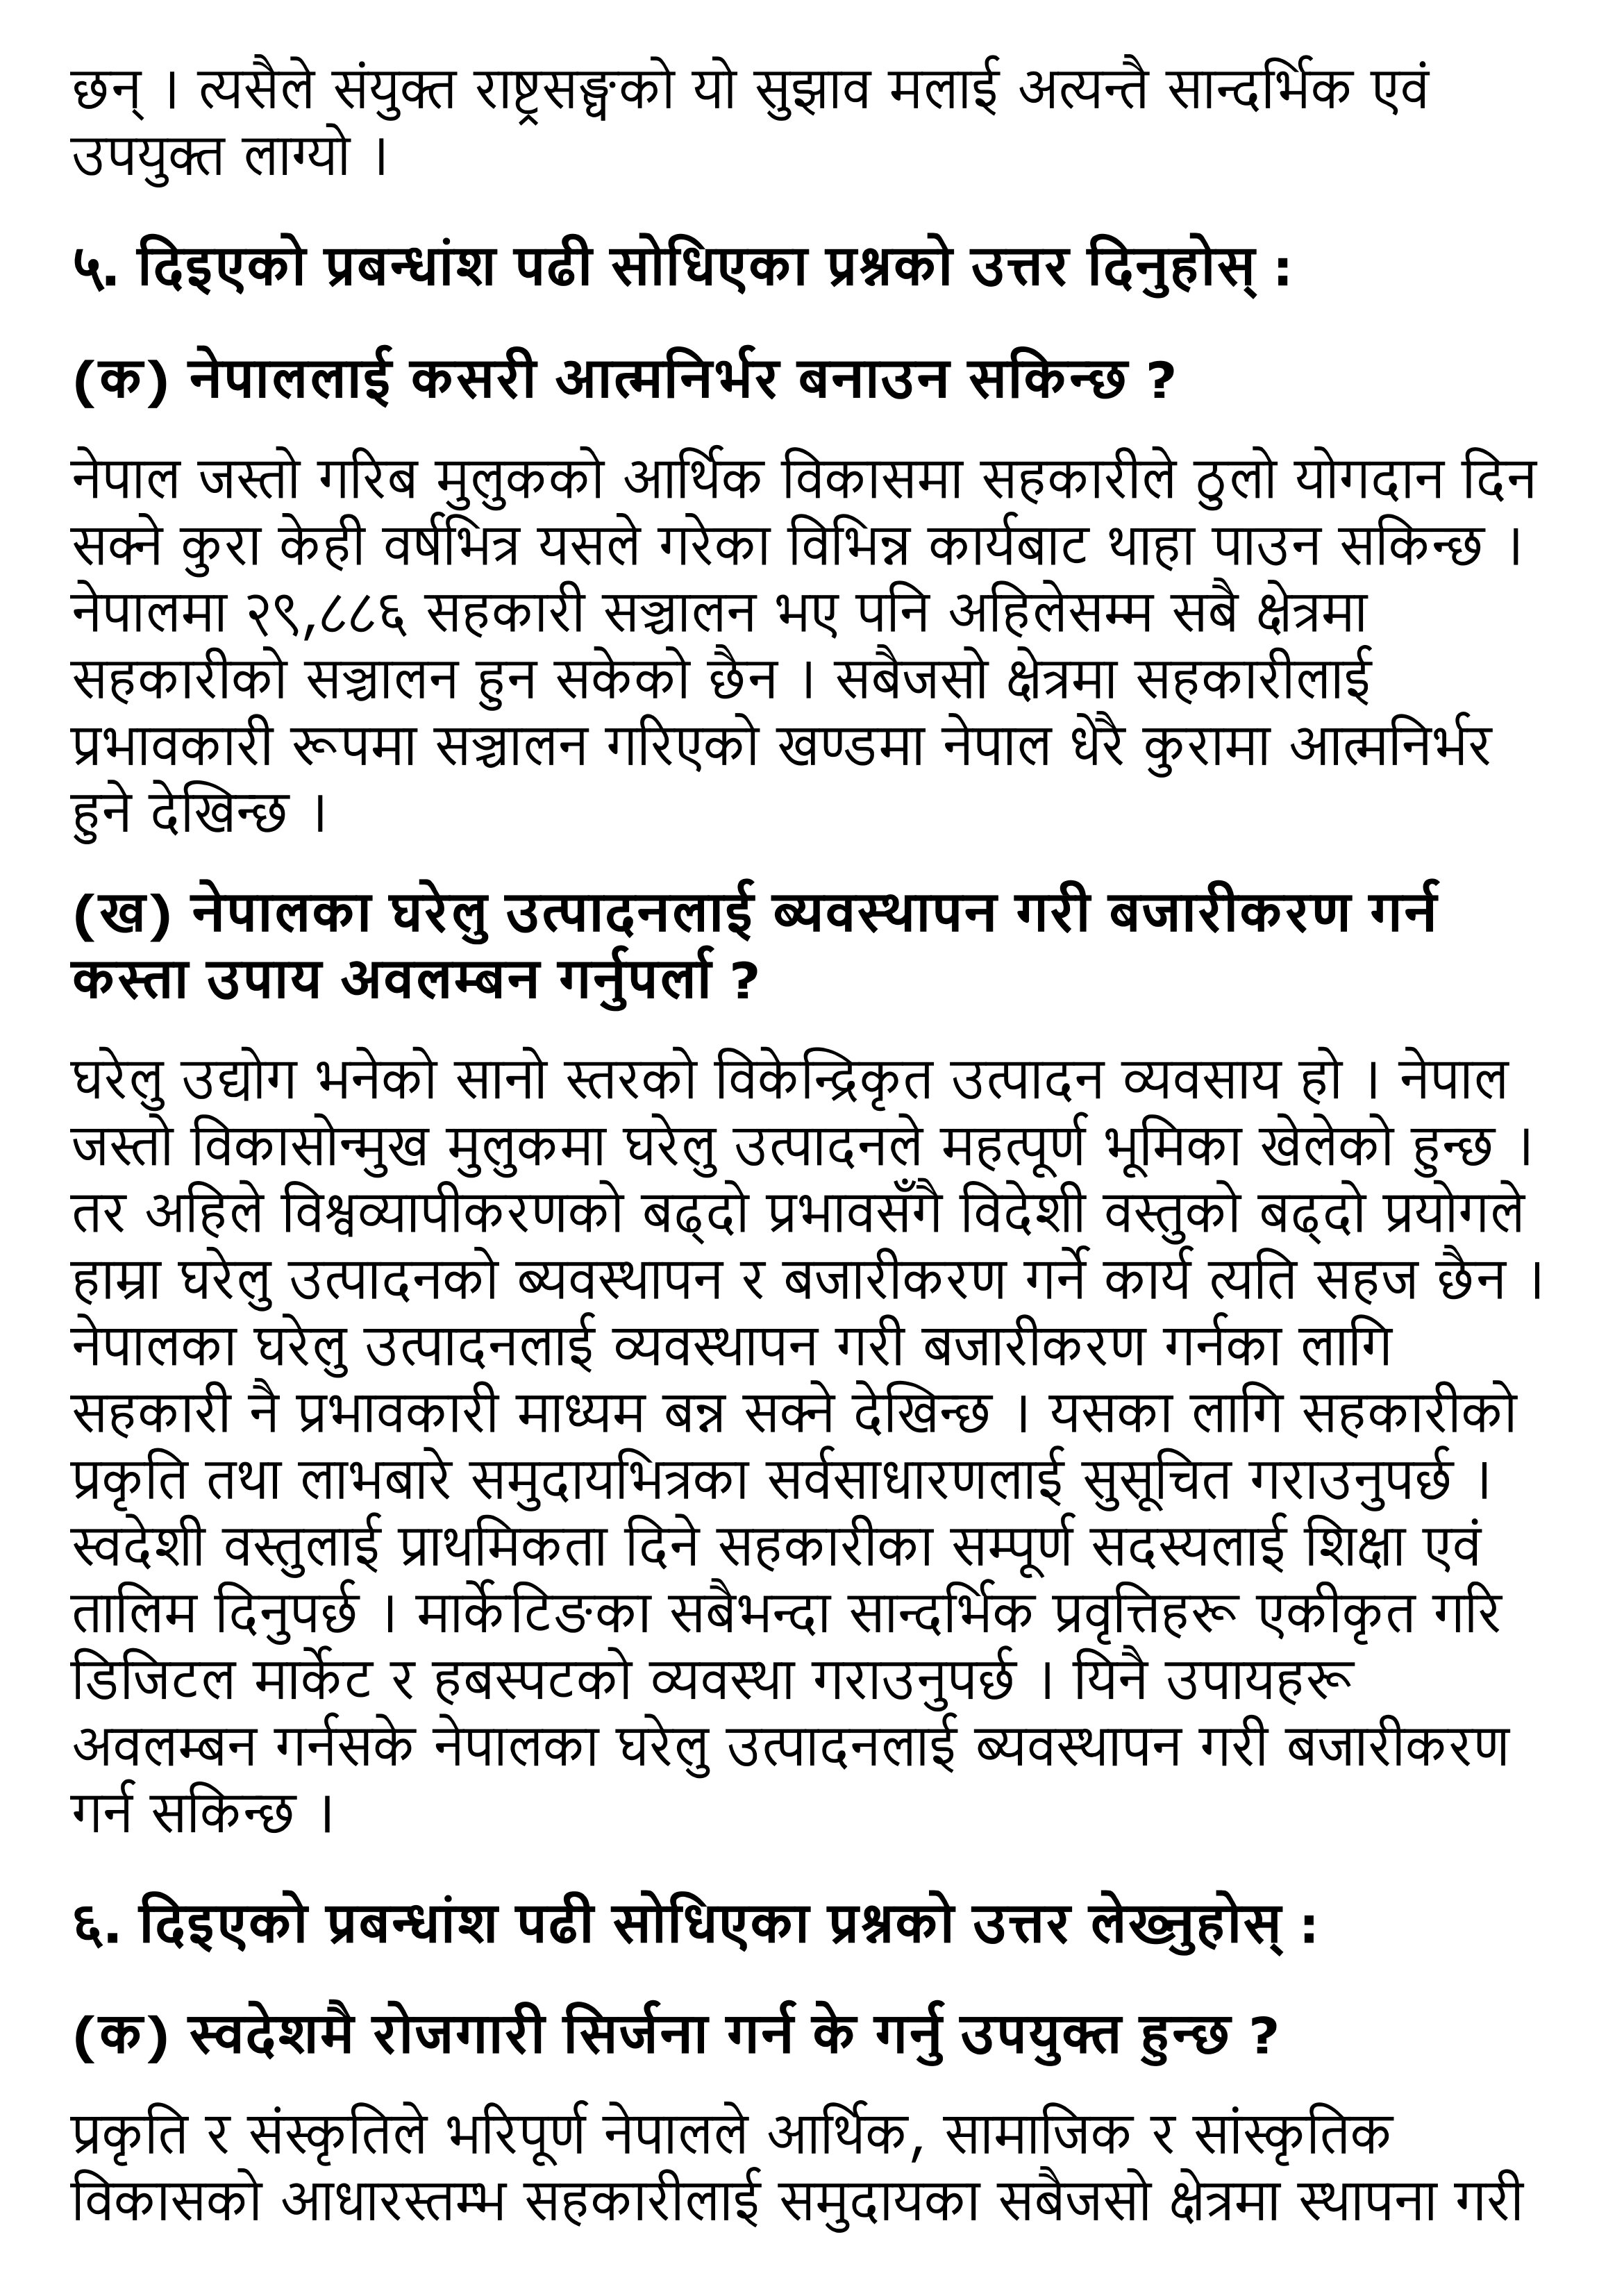 छन् । त्यसैले संयुक्त राष्ट्रसङ्घको यो सुझाव मलाई अत्यन्तै सान्दर्भिक एवं
उपयुक्त लाग्यो ।
५. दिइएको प्रबन्धांश पढी सोधिएका प्रश्नको उत्तर दिनुहोस् :
(क) नेपाललाई कसरी आत्मनिर्भर बनाउन सकिन्छ ?
नेपाल जस्तो गरिब मुलुकको आर्थिक विकासमा सहकारीले ठुलो योगदान दिन
सक्ने कुरा केही वर्षभित्र यसले गरेका विभिन्न कार्यबाट थाहा पाउन सकिन्छ ।
नेपालमा २९,८८६ सहकारी सञ्चालन भए पनि अहिलेसम्म सबै क्षेत्रमा
सहकारीको सञ्चालन हुन सकेको छैन । सबैजसो क्षेत्रमा सहकारीलाई
प्रभावकारी रूपमा सञ्चालन गरिएको खण्डमा नेपाल धेरै कुरामा आत्मनिर्भर
हुने देखिन्छ ।
(ख) नेपालका घरेलु उत्पादनलाई ब्यवस्थापन गरी बजारीकरण गर्न
कस्ता उपाय अवलम्बन गर्नुपर्ला ?
घरेलु उद्योग भनेको सानो स्तरको विकेन्द्रिकृत उत्पादन व्यवसाय हो । नेपाल
जस्तो विकासोन्मुख मुलुकमा घरेलु उत्पादनले महत्पूर्ण भूमिका खेलेको हुन्छ ।
तर अहिले विश्वव्यापीकरणको बढ्दो प्रभावसँगै विदेशी वस्तुको बढ्दो प्रयोगले
हाम्रा घरेलु उत्पादनको ब्यवस्थापन र बजारीकरण गर्ने कार्य त्यति सहज छैन ।
नेपालका घरेलु उत्पादनलाई व्यवस्थापन गरी बजारीकरण गर्नका लागि
सहकारी नै प्रभावकारी माध्यम बन्न सक्ने देखिन्छ । यसका लागि सहकारीको
प्रकृति तथा लाभबारे समुदायभित्रका सर्वसाधारणलाई सुसूचित गराउनुपर्छ ।
स्वदेशी वस्तुलाई प्राथमिकता दिने सहकारीका सम्पूर्ण सदस्यलाई शिक्षा एवं
तालिम दिनुपर्छ । मार्केटिङका सबैभन्दा सान्दर्भिक प्रवृत्तिहरू एकीकृत गरि
डिजिटल मार्केट र हबस्पटको व्यवस्था गराउनुपर्छ । यिनै उपायहरू
अवलम्बन गर्नसके नेपालका घरेलु उत्पादनलाई ब्यवस्थापन गरी बजारीकरण
गर्न सकिन्छ ।
६. दिइएको प्रबन्धांश पढी सोधिएका प्रश्नको उत्तर लेख्नुहोस् :
(क) स्वदेशमै रोजगारी सिर्जना गर्न के गर्नु उपयुक्त हुन्छ ?
प्रकृति र संस्कृतिले भरिपूर्ण नेपालले आर्थिक, सामाजिक र सांस्कृतिक
विकासको आधारस्तम्भ सहकारीलाई समुदायका सबैजसो क्षेत्रमा स्थापना गरी